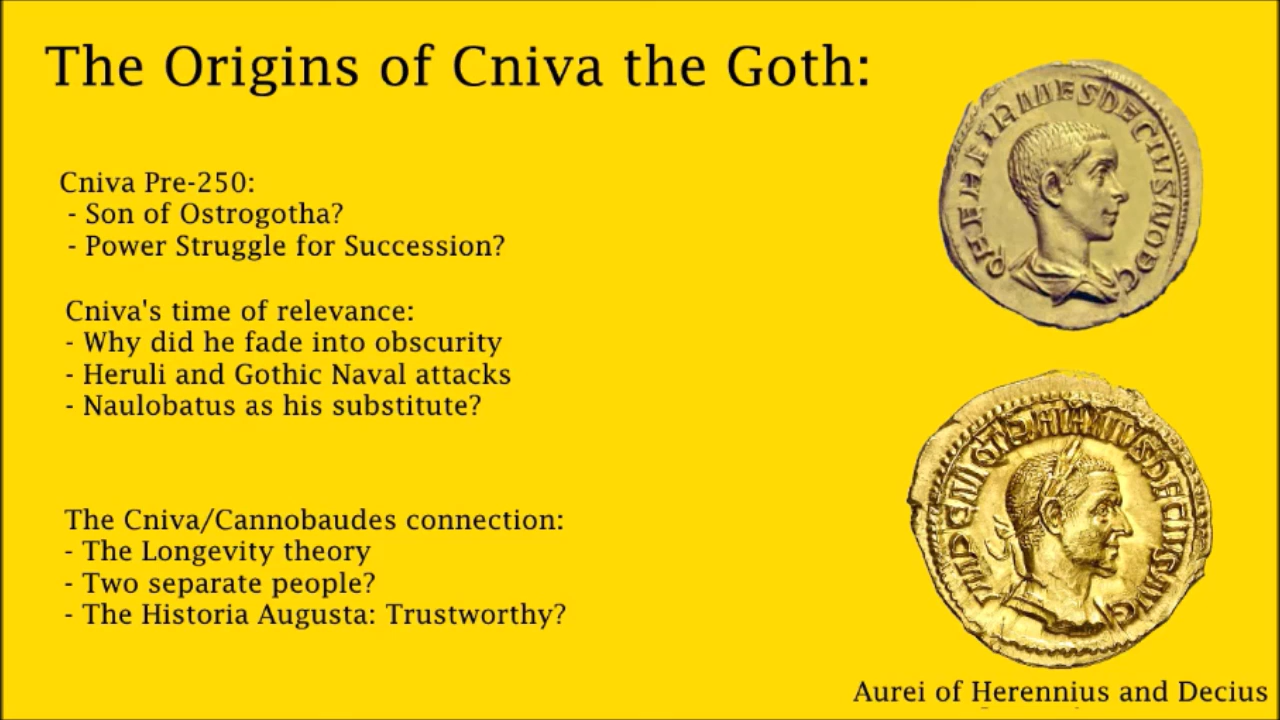 The Origins of Cniva the Goth:
Cniva Pre-250:
- Son of Ostrogotha?
- Power Struggle for Succession?
Cniva's time of relevance:
- Why did he fade into obscurity
- Heruli and Gothic Naval attacks
- Naulobatus as his substitute?
The Cniva/Cannobaudes connection:
- The Longevity theory
- Two separate people?
- The Historia Augusta: Trustworthy?
Aurei of Herennius and Decius